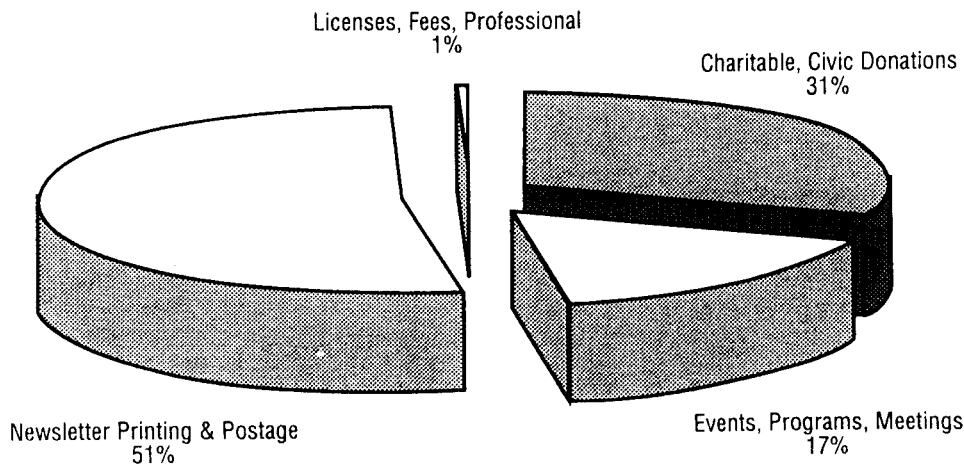 Licenses, Fees, Professional
1%
Charitable, Civic Donations
31%
Newsletter Printing & Postage
51%
Events, Programs, Meetings
17%